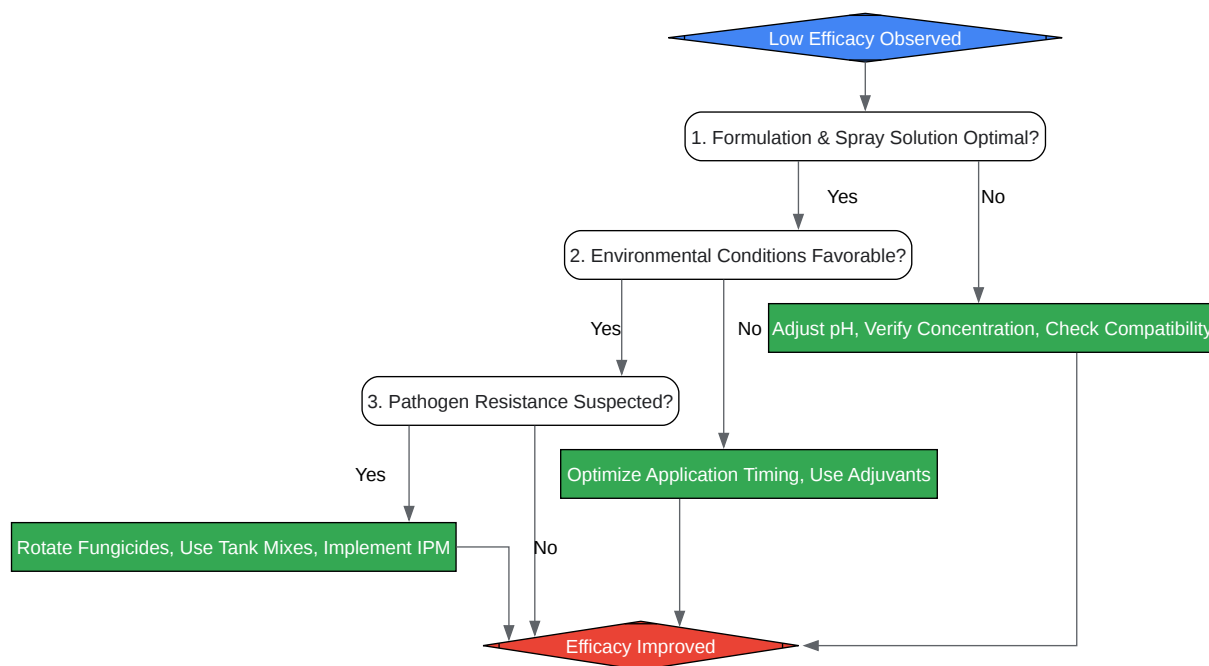 Low Efficacy Observed
1. Formulation & Spray Solution Optimal?
Yes
No
2. Environmental Conditions Favorable?
Yes
No
Adjust pH, Verify Concentration, Check Compatibility
3. Pathogen Resistance Suspected?
Yes
Optimize Application Timing, Use Adjuvants
Rotate Fungicides, Use Tank Mixes, Implement IPM
No
Efficacy Improved